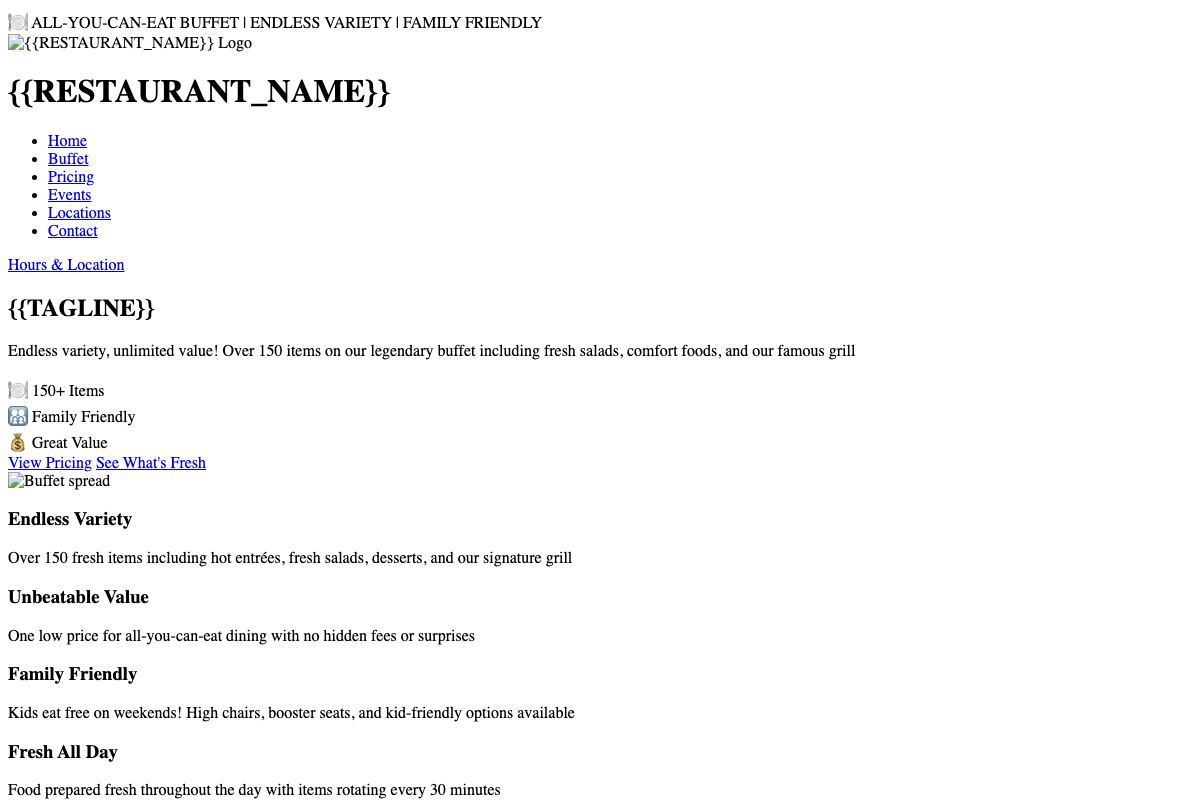 🍽️ ALL-YOU-CAN-EAT BUFFET | ENDLESS VARIETY | FAMILY FRIENDLY
{{RESTAURANT_NAME}} Logo
{{RESTAURANT_NAME}}
Home
Buffet
Pricing
Events
Locations
Contact
Hours & Location
{{TAGLINE}}
Endless variety, unlimited value! Over 150 items on our legendary buffet including fresh salads, comfort foods, and our famous grill
🍽️ 150+ Items
👨‍👩‍👧‍👦 Family Friendly
💰 Great Value
View Pricing See What's Fresh
Buffet spread
Endless Variety
Over 150 fresh items including hot entrées, fresh salads, desserts, and our signature grill
Unbeatable Value
One low price for all-you-can-eat dining with no hidden fees or surprises
Family Friendly
Kids eat free on weekends! High chairs, booster seats, and kid-friendly options available
Fresh All Day
Food prepared fresh throughout the day with items rotating every 30 minutes